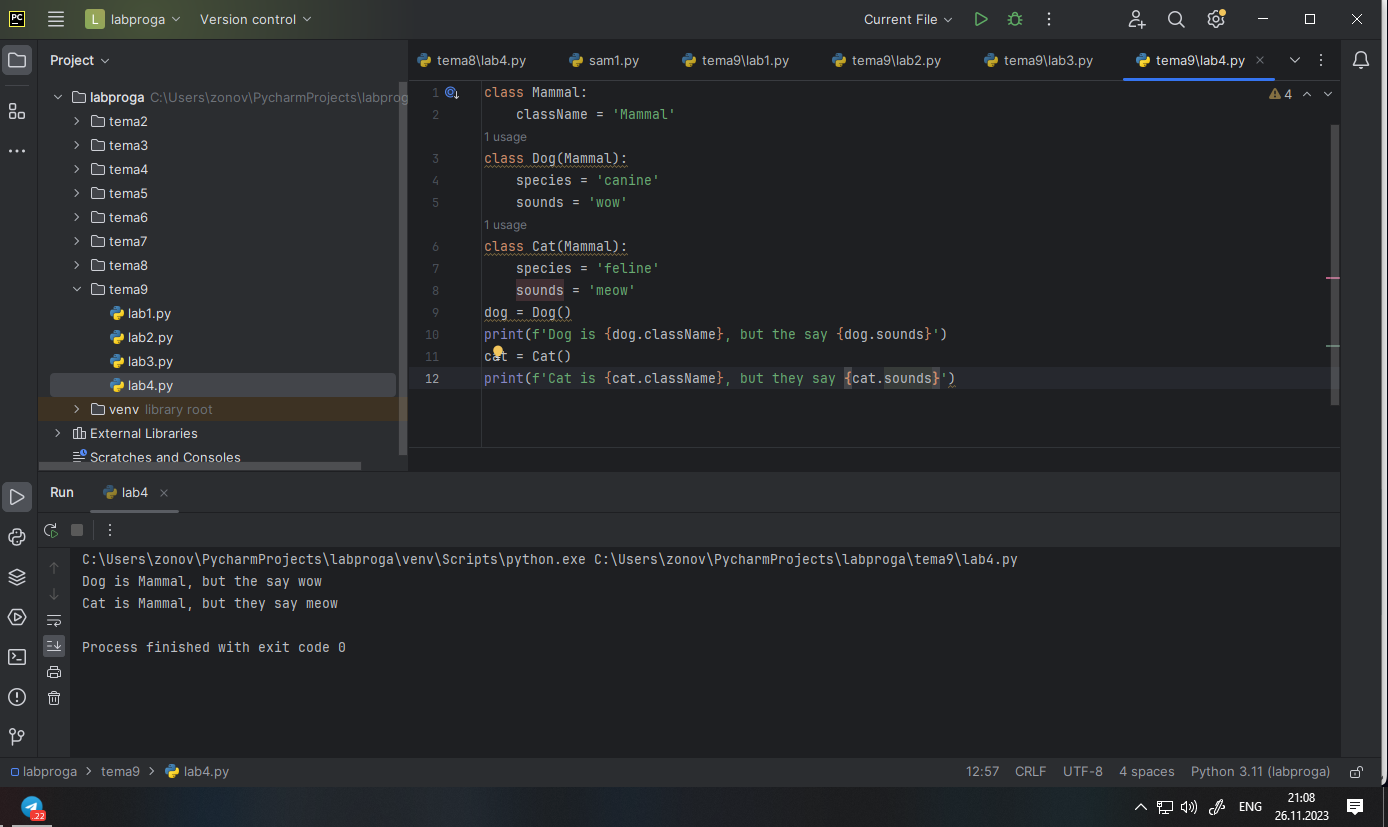 PC L labproga Version control Current File
Project
tema8\lab4.py sam1.py tema9\lab1.py tema9\lab2.py tema9\lab3.py tema9\lab4.py
labproga C:\Users\zonov\PycharmProjects\labprog
tema2
tema3
tema4
tema5
tema6
tema7
tema8
tema9
lab1.py
lab2.py
lab3.py
lab4.py
venv library root
External Libraries
Scratches and Consoles
4
1 class Mammal:
2 className = 'Mammal'
1 usage
3 class Dog(Mammal):
4 species = 'canine'
5 sounds = 'wow'
1 usage
6 class Cat(Mammal):
7 species = 'feline'
8 sounds = 'meow'
9 dog = Dog()
10 print(f'Dog is {dog.className}, but the say {dog.sounds}')
11 cat = Cat()
12 print(f'Cat is {cat.className}, but they say {cat.sounds}')
Run lab4
C:\Users\zonov\PycharmProjects\labproga\venv\Scripts\python.exe C:\Users\zonov\PycharmProjects\labproga\tema9\lab4.py
Dog is Mammal, but the say wow
Cat is Mammal, but they say meow
Process finished with exit code 0
labproga tema9 lab4.py 12:57 CRLF UTF-8 4 spaces Python 3.11 (labproga)
.22 ENG 21:08
26.11.2023